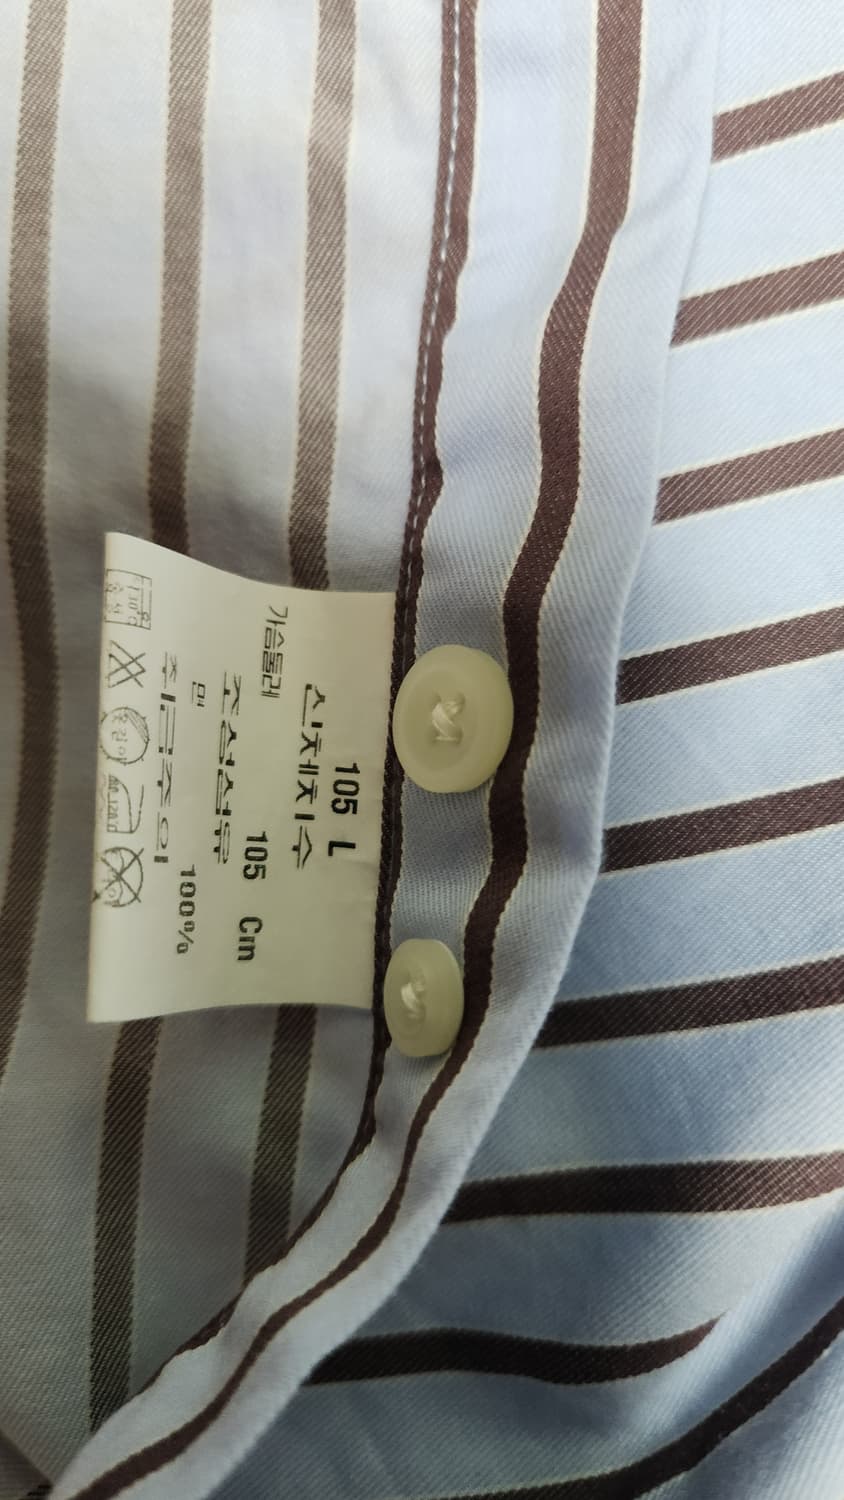 105 L
신체치수
가슴둘레 105 Cm
조성섬유
면 100%
취급주의